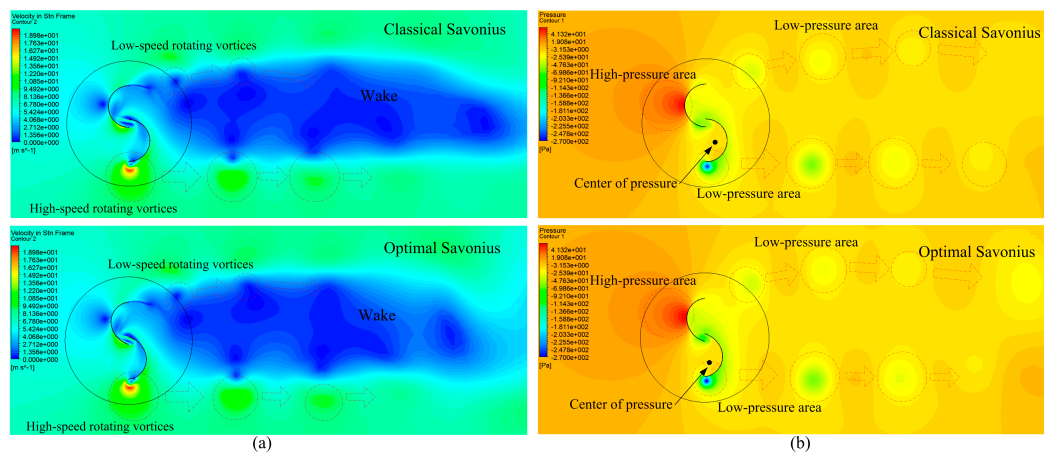 Velocity in Stn Frame
Contour 2
1.898e+001
1.763e+001
1.627e+001
1.491e+001
1.356e+001
1.220e+001
1.085e+001
9.492e+000
8.136e+000
6.780e+000
5.424e+000
4.068e+000
2.712e+000
1.356e+000
0.000e+000
[m s^-1]
Classical Savonius
Low-speed rotating vortices
Wake
High-speed rotating vortices
Pressure
Contour 1
4.132e+001
1.908e+001
-3.153e+000
-2.539e+001
-4.763e+001
-6.986e+001
-9.210e+001
-1.143e+002
-1.366e+002
-1.588e+002
-1.811e+002
-2.033e+002
-2.255e+002
-2.478e+002
-2.700e+002
[Pa]
Low-pressure area
Classical Savonius
High-pressure area
Center of pressure
Low-pressure area
Velocity in Stn Frame
Contour 2
1.898e+001
1.763e+001
1.627e+001
1.491e+001
1.356e+001
1.220e+001
1.085e+001
9.492e+000
8.136e+000
6.780e+000
5.424e+000
4.068e+000
2.712e+000
1.356e+000
0.000e+000
[m s^-1]
Optimal Savonius
Low-speed rotating vortices
Wake
High-speed rotating vortices
Pressure
Contour 1
4.132e+001
1.908e+001
-3.153e+000
-2.539e+001
-4.763e+001
-6.986e+001
-9.210e+001
-1.143e+002
-1.366e+002
-1.588e+002
-1.811e+002
-2.033e+002
-2.255e+002
-2.478e+002
-2.700e+002
[Pa]
Low-pressure area
Optimal Savonius
High-pressure area
Center of pressure
Low-pressure area
(a)
(b)